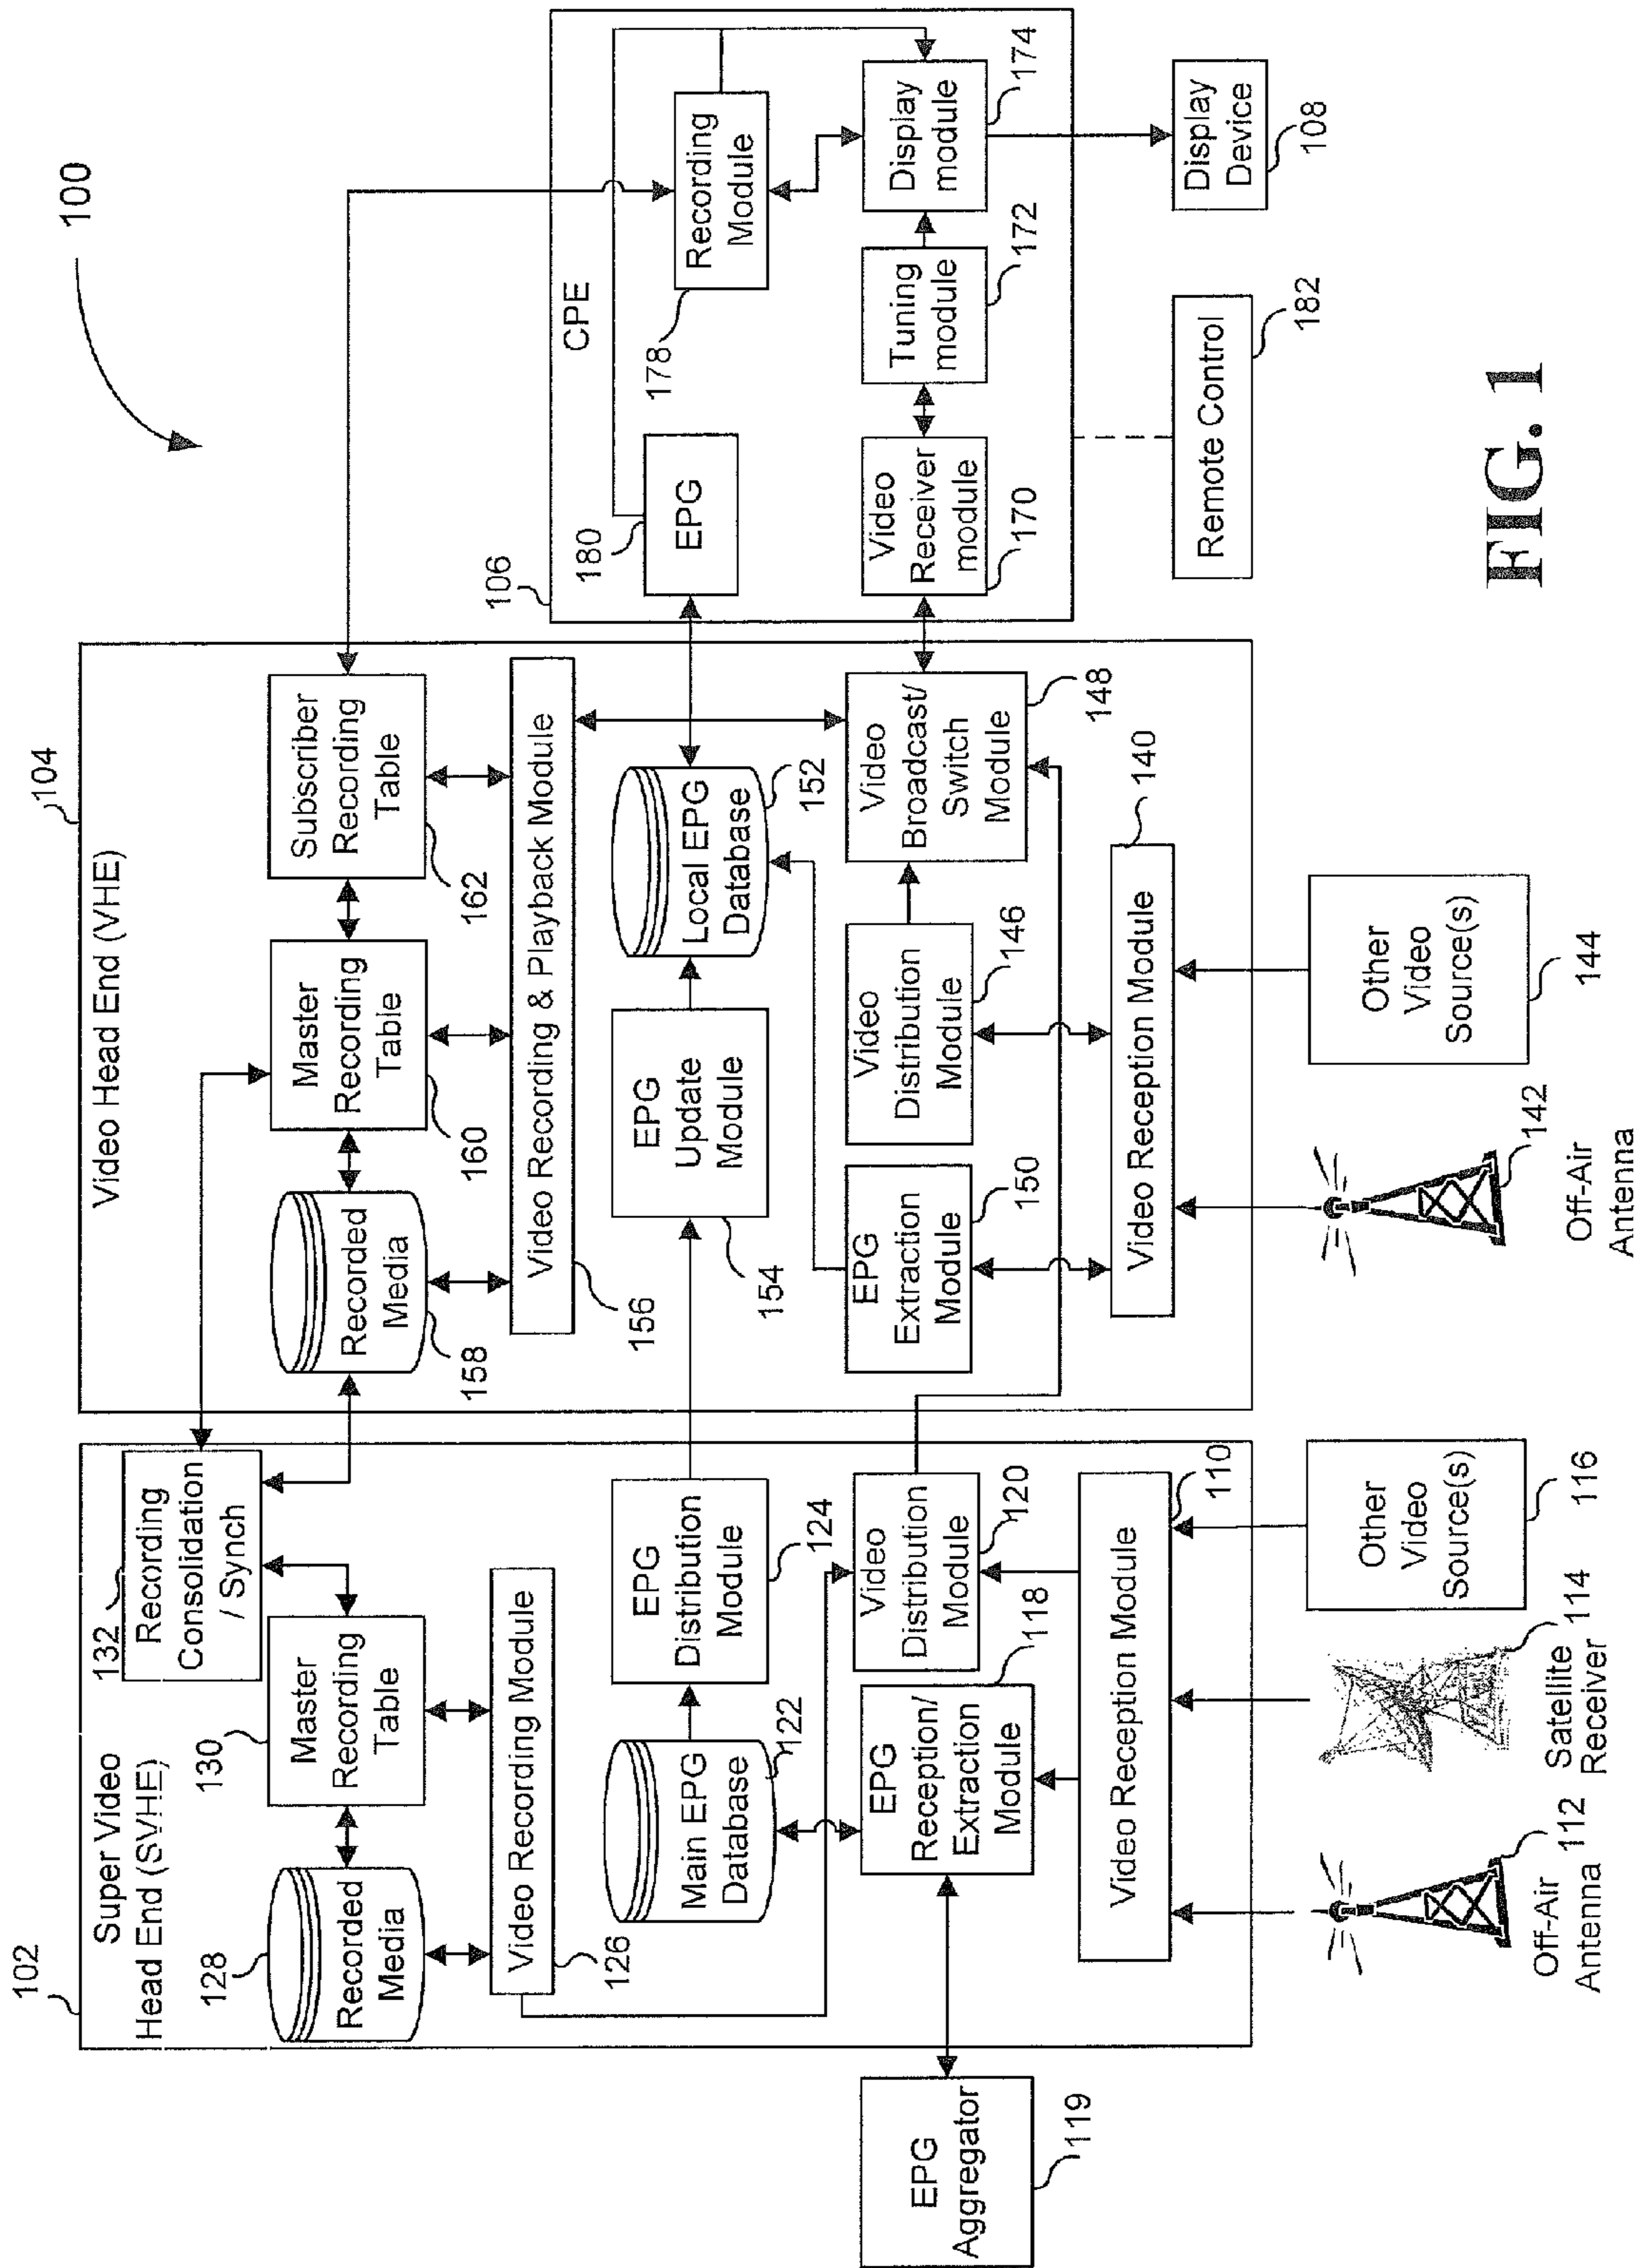 100
102
Super Video
Head End (SVHE)
128
Recorded
Media
130
Master
Recording
Table
132
Recording
Consolidation
/ Synch
Video Recording Module
126
Main EPG
Database
122
EPG
Distribution
Module
124
EPG
Reception/
Extraction
Module
118
Video
Distribution
Module
120
Video Reception Module
110
EPG
Aggregator
119
Off-Air
Antenna
112
Satellite
Receiver
114
Other
Video
Source(s)
116
Video Head End (VHE)
104
Recorded
Media
158
Master
Recording
Table
160
Subscriber
Recording
Table
162
Video Recording & Playback Module
156
EPG
Update
Module
154
Local EPG
Database
152
EPG
Extraction
Module
150
Video
Distribution
Module
146
Video
Broadcast/
Switch
Module
148
Video Reception Module
140
Off-Air
Antenna
142
Other
Video
Source(s)
144
106
CPE
180
EPG
178
Recording
Module
Video
Receiver
module
170
Tuning
module
172
Display
module
174
Remote Control
182
Display
Device
108
FIG. 1